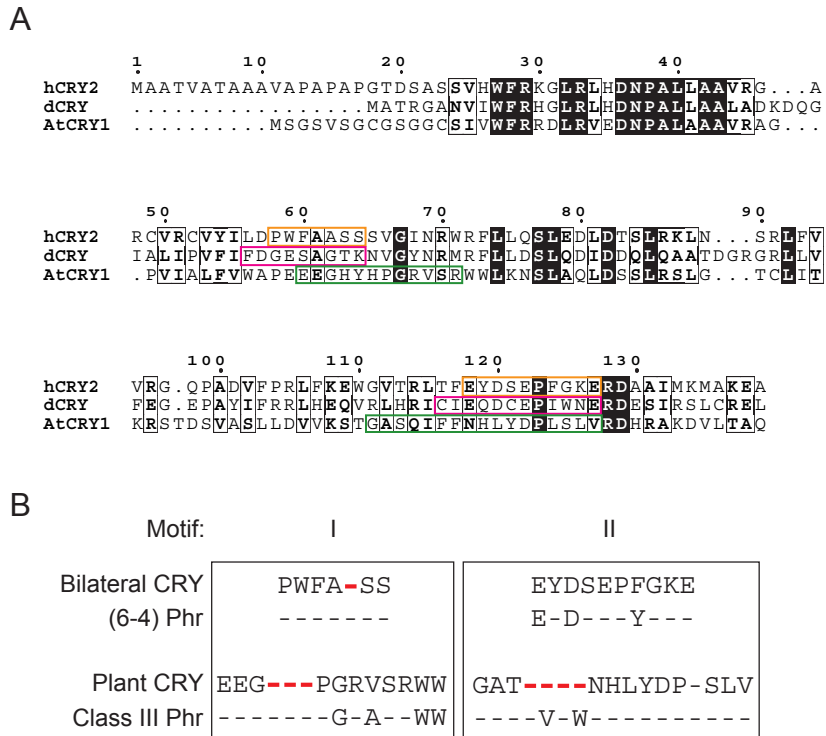 A
1 10 20 30 40
hCRY2 MAATVATAAAVAPAPAPGTDSASSVHWFRKGLRLHDNPALLAAVRG...A
dCRY .................MATRGANVIWFRHGLRLHDNPALLAALADKDQG
AtCRY1 ..........MSGSVSGCGSGGCSIVWFRRDLRVEDNPALAAAVRAG...
50 60 70 80 90
hCRY2 RCVRCVYILDPWFAASSSVGINRWRFLLQSLEDLDTSLRKLN...SRLFV
dCRY IALIPVFIFDGESAGTKNVGYNRMRFLLDSLQDIDDQLQAATDGRGRLLV
AtCRY1 .PVIALFVWAPEEEGHYHPGRVSRWWLKNSLAQLDSSLRSLG...TCLIT
100 110 120 130
hCRY2 VRG.QPADVFPRLFKEWGVTRLTFEYDSEPFGKERDAAIMKMAKEA
dCRY FEG.EPAYIFRRLHEQVRLHRICIEQDCEPIWNERDESIRSLCREL
AtCRY1 KRSTDSVASLLDVVKSTGASQIFFNHLYDPLSLVRDHRAKDVLTAQ
B
Motif: I II
Bilateral CRY PWFA-SS EYDSEPFGKE
(6-4) Phr ------- E-D---Y---
Plant CRY EEG---PGRVSRWW GAT----NHLYDP-SLV
Class III Phr -------G-A--WW ----V-W----------